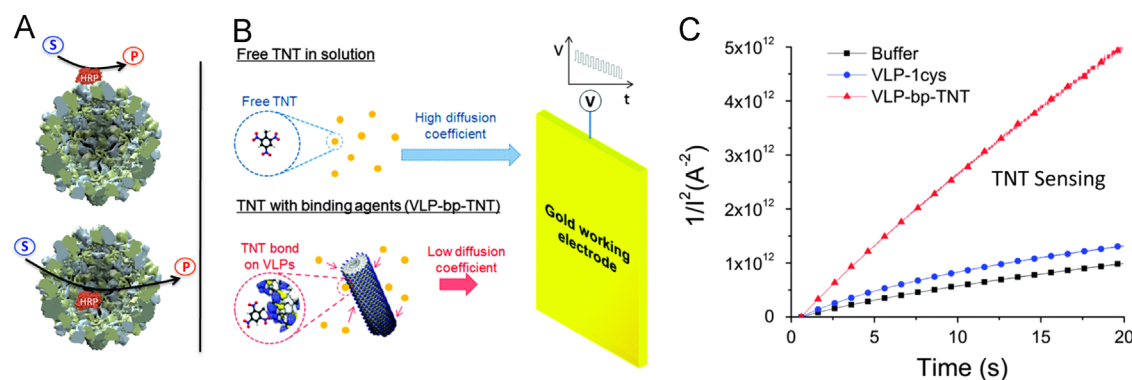 A
S
P
HRP
S
P
HRP
B
Free TNT in solution
Free TNT
High diffusion
coefficient
TNT with binding agents (VLP-bp-TNT)
TNT bond
on VLPs
Low diffusion
coefficient
V
t
V
Gold working
electrode
C
5x10¹²
4x10¹²
3x10¹²
2x10¹²
1x10¹²
0
1/I²(A⁻²)
Buffer
VLP-1cys
VLP-bp-TNT
TNT Sensing
0 5 10 15 20
Time (s)